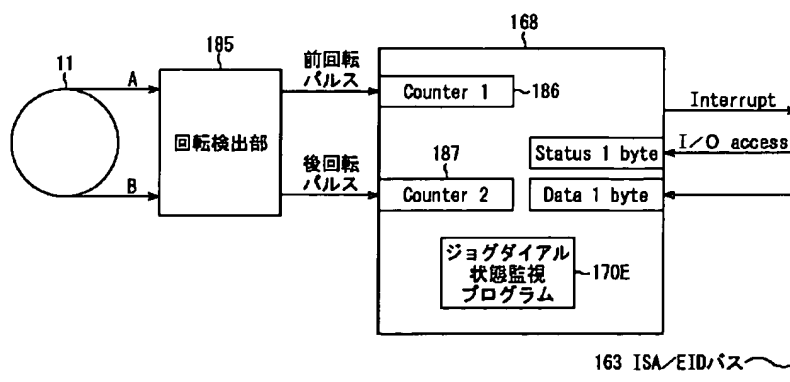 168
185
11
A
前回転
パルス
Counter 1
186
Interrupt
回転検出部
I/O access
Status 1 byte
187
後回転
パルス
B
Counter 2
Data 1 byte
ジョグダイアル
状態監視
プログラム
170E
163 ISA/EIDバス